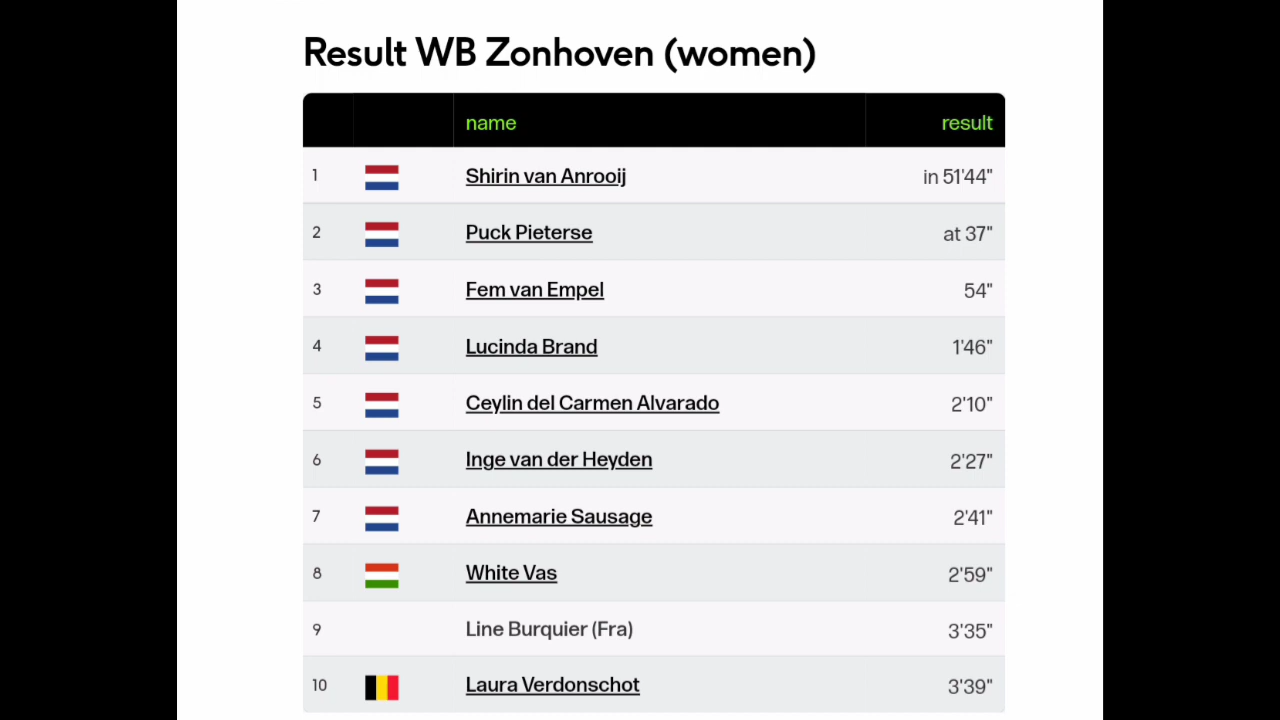 Result WB Zonhoven (women)
name result
1 Shirin van Anrooij in 51'44"
2 Puck Pieterse at 37"
3 Fem van Empel 54"
4 Lucinda Brand 1'46"
5 Ceylin del Carmen Alvarado 2'10"
6 Inge van der Heyden 2'27"
7 Annemarie Sausage 2'41"
8 White Vas 2'59"
9 Line Burquier (Fra) 3'35"
10 Laura Verdonschot 3'39"